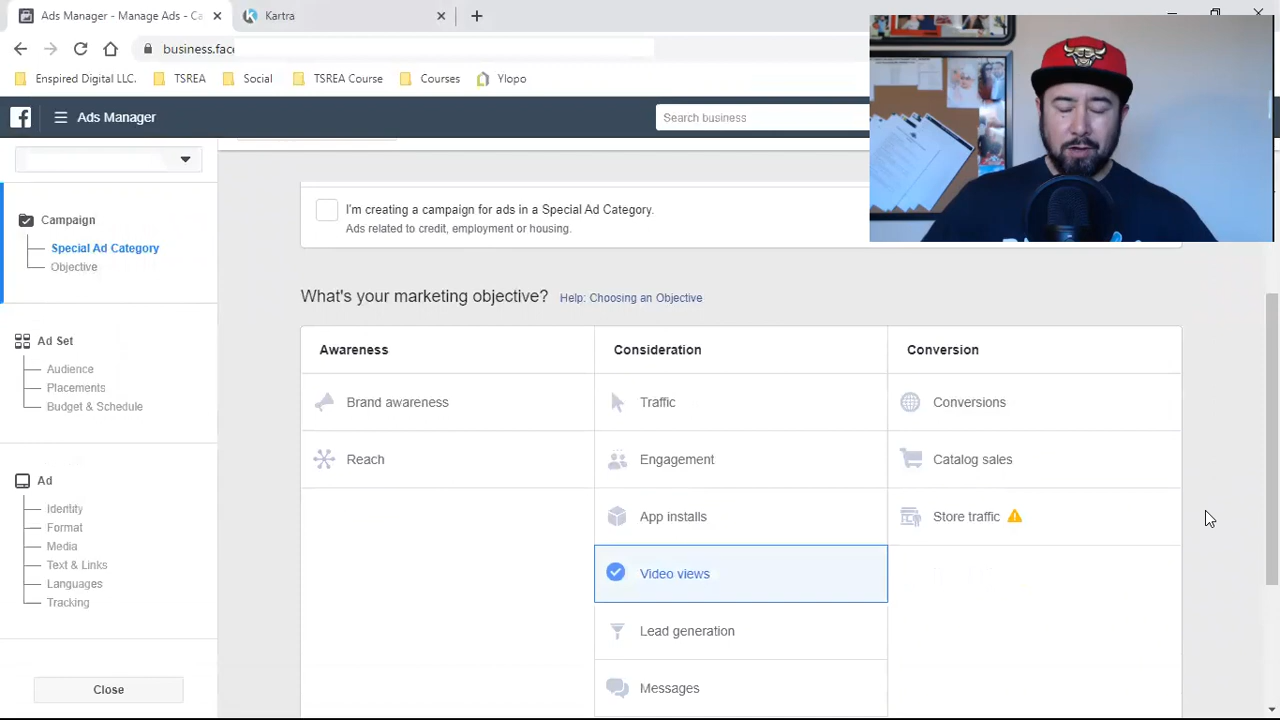 Ads Manager - Manage Ads - Ca
Kartra
business.face
Enspired Digital LLC.
TREA
Social
TSREA Course
Courses
Ylopo
Ads Manager
Search business
Campaign
Special Ad Category
Objective
Ad Set
Audience
Placements
Budget & Schedule
Ad
Identity
Format
Media
Text & Links
Languages
Tracking
Close
I'm creating a campaign for ads in a Special Ad Category.
Ads related to credit, employment or housing.
What's your marketing objective? Help: Choosing an Objective
Awareness
Consideration
Conversion
Brand awareness
Traffic
Conversions
Reach
Engagement
Catalog sales
App installs
Store traffic
Video views
Lead generation
Messages